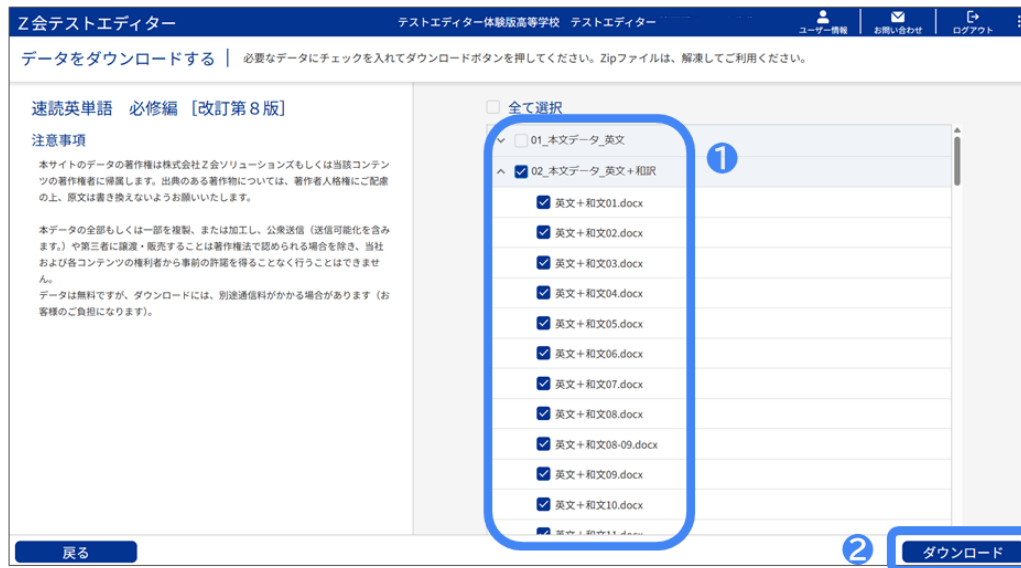 Z会テストエディター
テストエディター体験版高等学校 テストエディター
ユーザー情報
お問い合わせ
ログアウト
データをダウンロードする
必要なデータにチェックを入れてダウンロードボタンを押してください。Zipファイルは、解凍してご利用ください。
速読英単語 必修編 [改訂第8版]
注意事項
本サイトのデータの著作権は株式会社Z会ソリューションズもしくは当該コンテン
ツの著作権者に帰属します。出典のある著作物については、著作者人格権にご配慮
の上、原文は書き換えないようお願いいたします。
本データの全部もしくは一部を複製、または加工し、公衆送信(送信可能化を含み
ます。)や第三者に譲渡・販売することは著作権法で認められる場合を除き、当社
および各コンテンツの権利者から事前の許諾を得ることなく行うことはできませ
ん。
データは無料ですが、ダウンロードには、別途通信料がかかる場合があります(お
客様のご負担になります)。
全て選択
01_本文データ_英文
02_本文データ_英文+和訳
英文+和文01.docx
英文+和文02.docx
英文+和文03.docx
英文+和文04.docx
英文+和文05.docx
英文+和文06.docx
英文+和文07.docx
英文+和文08.docx
英文+和文08-09.docx
英文+和文09.docx
英文+和文10.docx
英文+和文11.docx
1
戻る
2
ダウンロード